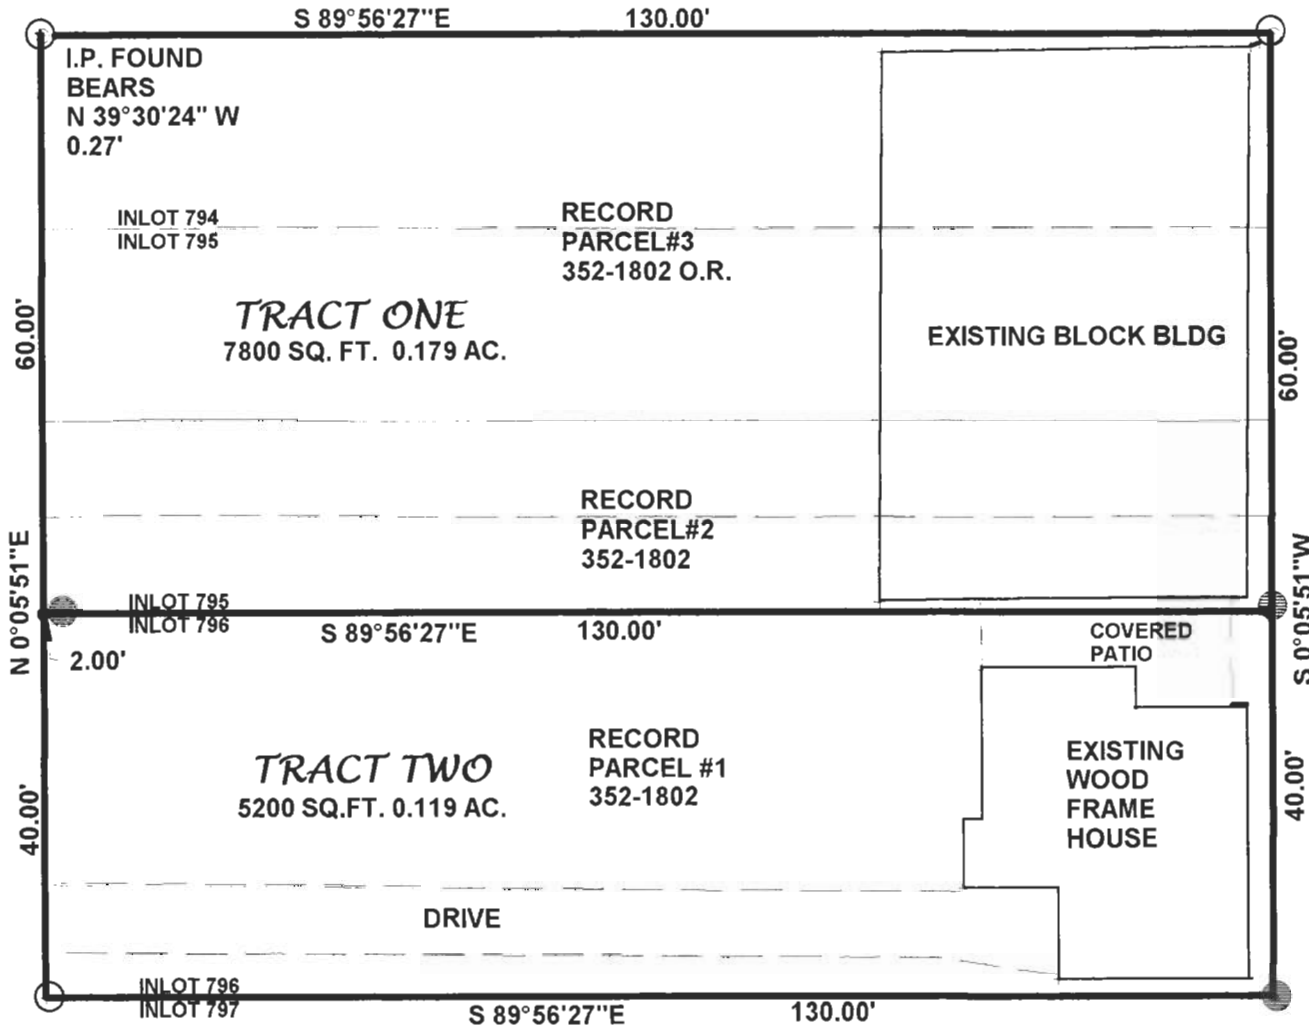 S 89°56'27"E 130.00'
I.P. FOUND
BEARS
N 39°30'24" W
0.27'
INLOT 794
INLOT 795
RECORD
PARCEL#3
352-1802 O.R.
TRACT ONE
7800 SQ. FT. 0.179 AC.
EXISTING BLOCK BLDG
60.00'
60.00'
RECORD
PARCEL#2
352-1802
N 0°05'51"E
S 0°05'51"W
INLOT 795
INLOT 796
S 89°56'27"E 130.00'
2.00'
COVERED
PATIO
RECORD
PARCEL #1
352-1802
TRACT TWO
5200 SQ.FT. 0.119 AC.
EXISTING
WOOD
FRAME
HOUSE
40.00'
40.00'
DRIVE
INLOT 796
INLOT 797
S 89°56'27"E 130.00'